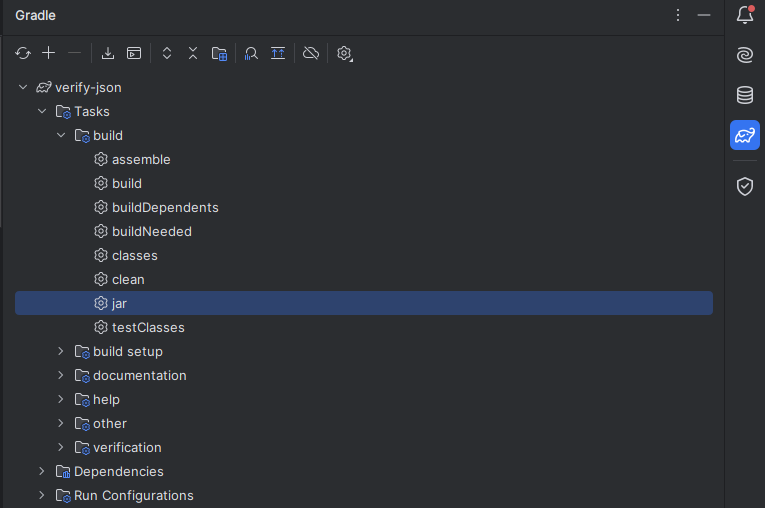 Gradle
verify-json
Tasks
build
assemble
build
buildDependents
buildNeeded
classes
clean
jar
testClasses
build setup
documentation
help
other
verification
Dependencies
Run Configurations